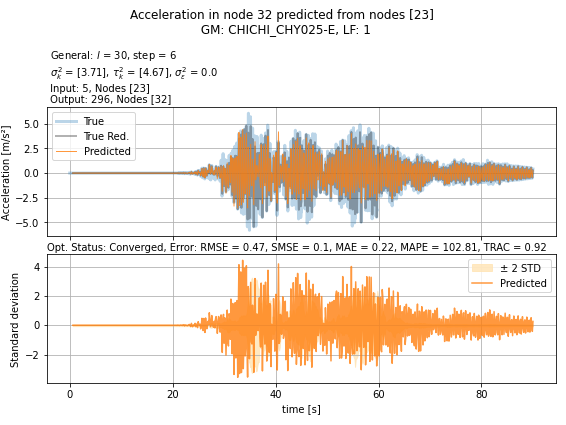 Acceleration in node 32 predicted from nodes [23]
GM: CHICHI_CHY025-E, LF: 1
General: l = 30, step = 6
σ²ₖ = [3.71], τ²ₖ = [4.67], σ²ε = 0.0
Input: 5, Nodes [23]
Output: 296, Nodes [32]
Acceleration [m/s²]
5.0
2.5
0.0
−2.5
−5.0
True
True Red.
Predicted
Opt. Status: Converged, Error: RMSE = 0.47, SMSE = 0.1, MAE = 0.22, MAPE = 102.81, TRAC = 0.92
Standard deviation
4
2
0
−2
± 2 STD
Predicted
0 20 40 60 80
time [s]